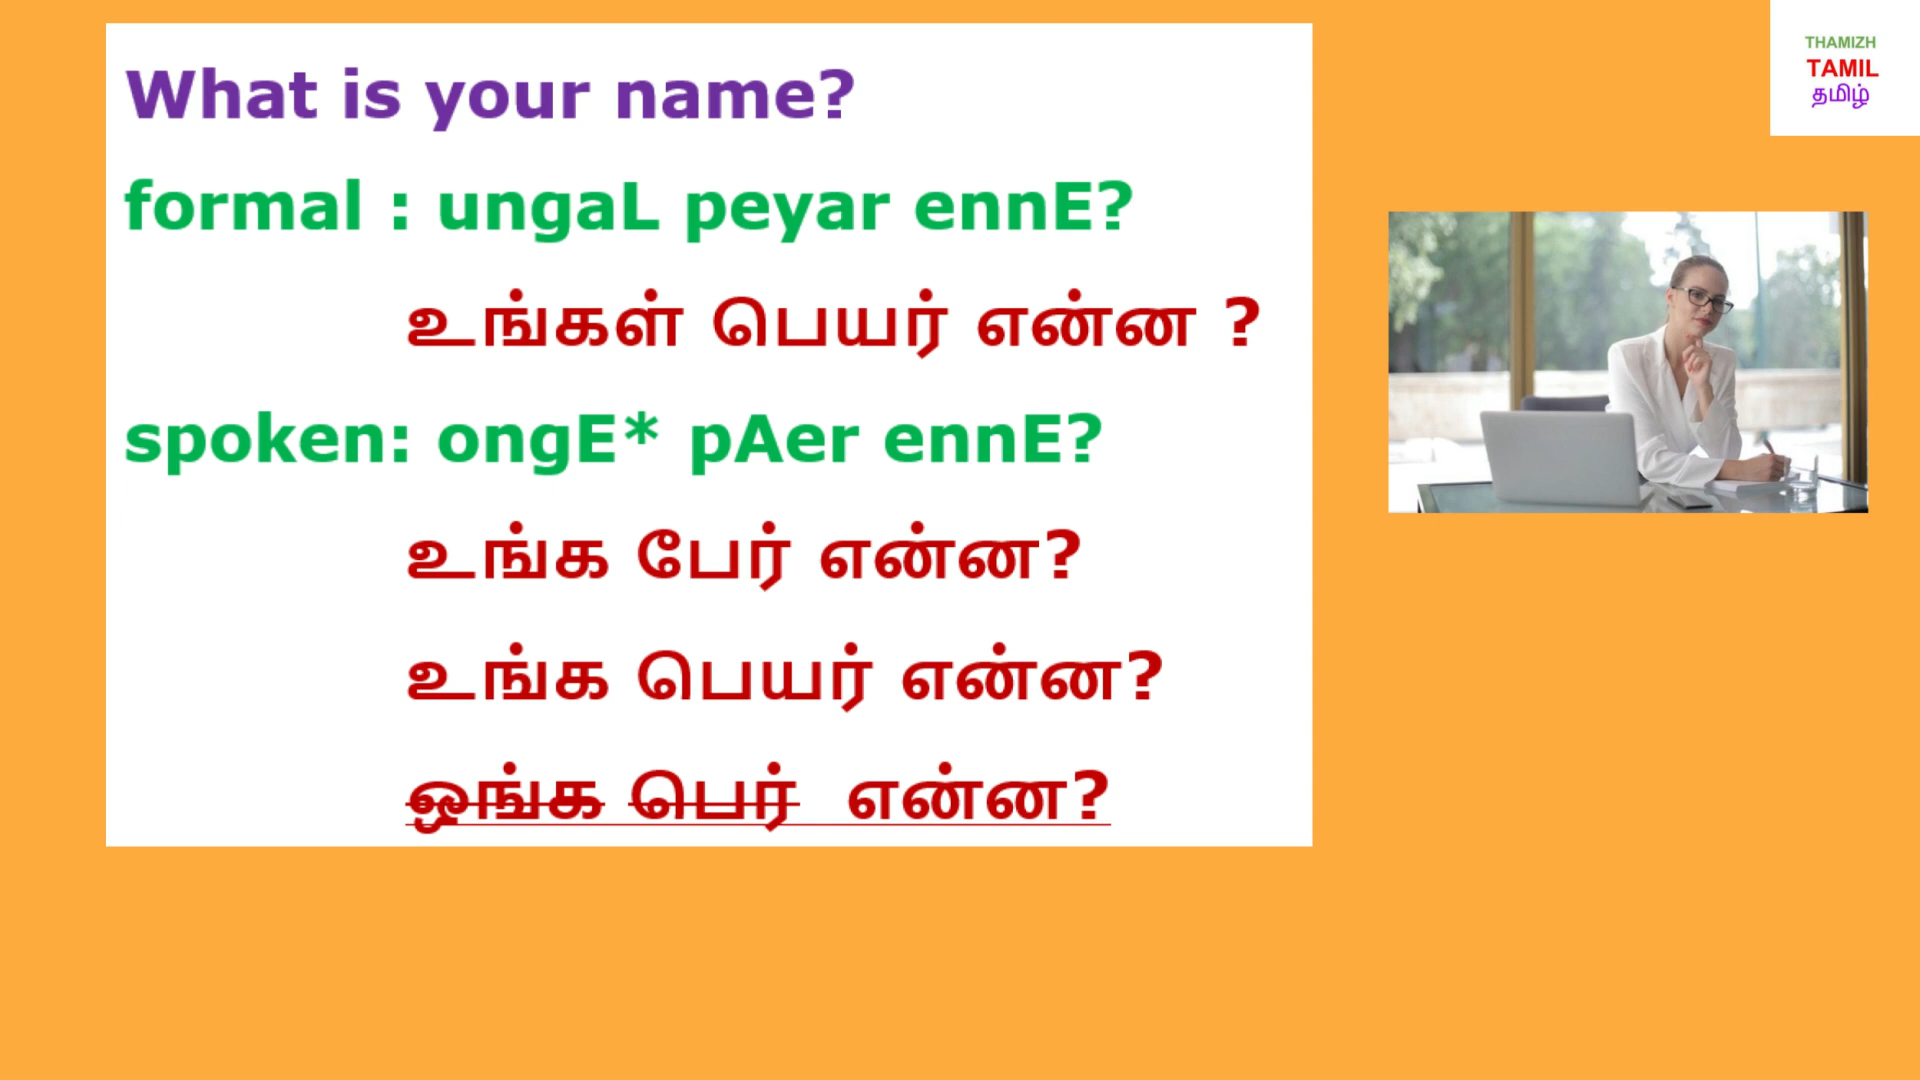 What is your name?
formal : ungaL peyar ennE?
உங்கள் பெயர் என்ன ?
spoken: ongE* pAer ennE?
உங்க பேர் என்ன?
உங்க பெயர் என்ன?
ஒங்க பெர் என்ன?
THAMIZH
TAMIL
தமிழ்